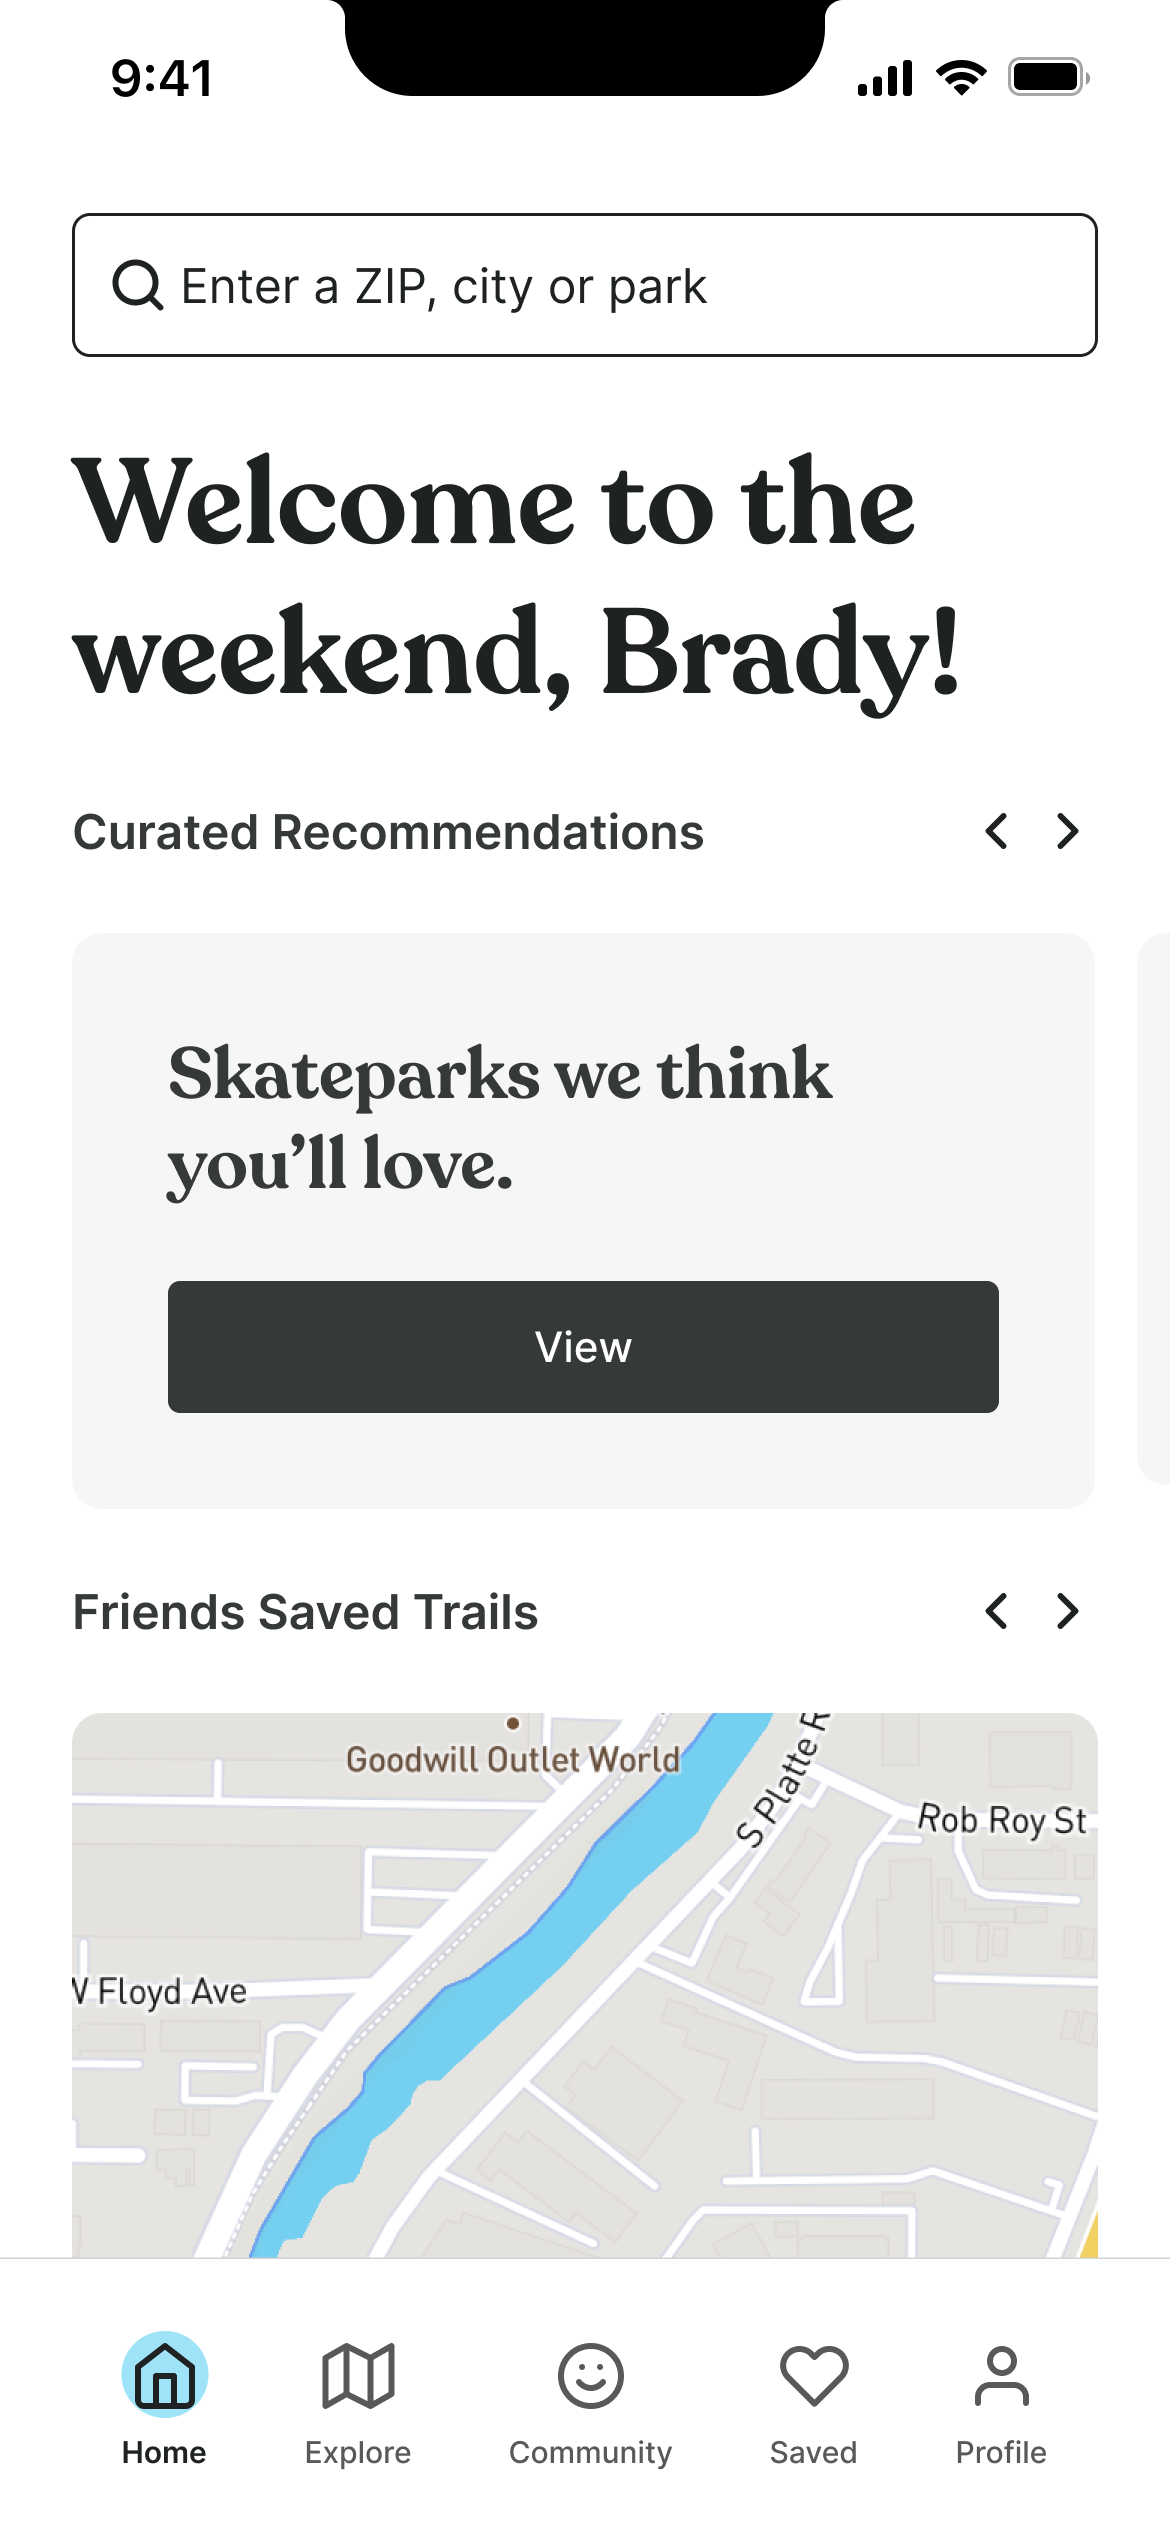 9:41
Enter a ZIP, city or park
Welcome to the
weekend, Brady!
Curated Recommendations
Skateparks we think
you’ll love.
View
Friends Saved Trails
Goodwill Outlet World
S Platte R
Rob Roy St
W Floyd Ave
Home
Explore
Community
Saved
Profile